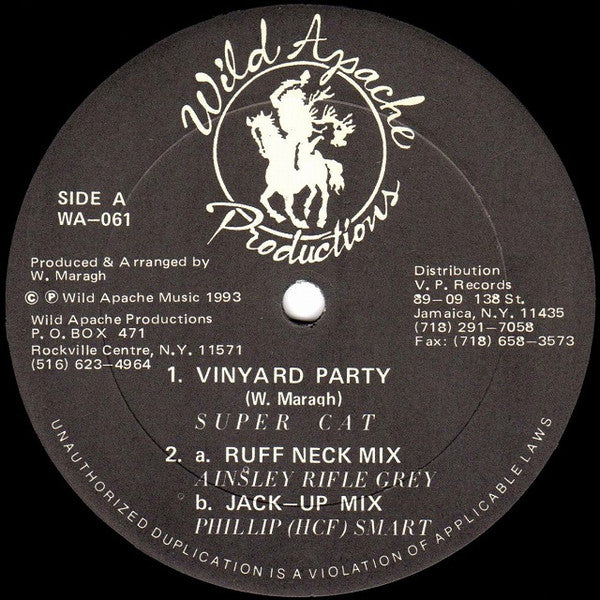 Wild Apache
Productions
SIDE A
WA-061
Produced & Arranged by
W. Maragh
© ℗ Wild Apache Music 1993
Wild Apache Productions
P. O. BOX 471
Rockville Centre, N.Y. 11571
(516) 623-4964
Distribution
V. P. Records
89-09 138 St.
Jamaica, N.Y. 11435
(718) 291-7058
Fax: (718) 658-3573
1. VINYARD PARTY
(W. Maragh)
SUPER CAT
2. a. RUFF NECK MIX
AINSLEY RIFLE GREY
b. JACK-UP MIX
PHILLIP (HCF) SMART
UNAUTHORIZED DUPLICATION IS A VIOLATION OF APPLICABLE LAWS